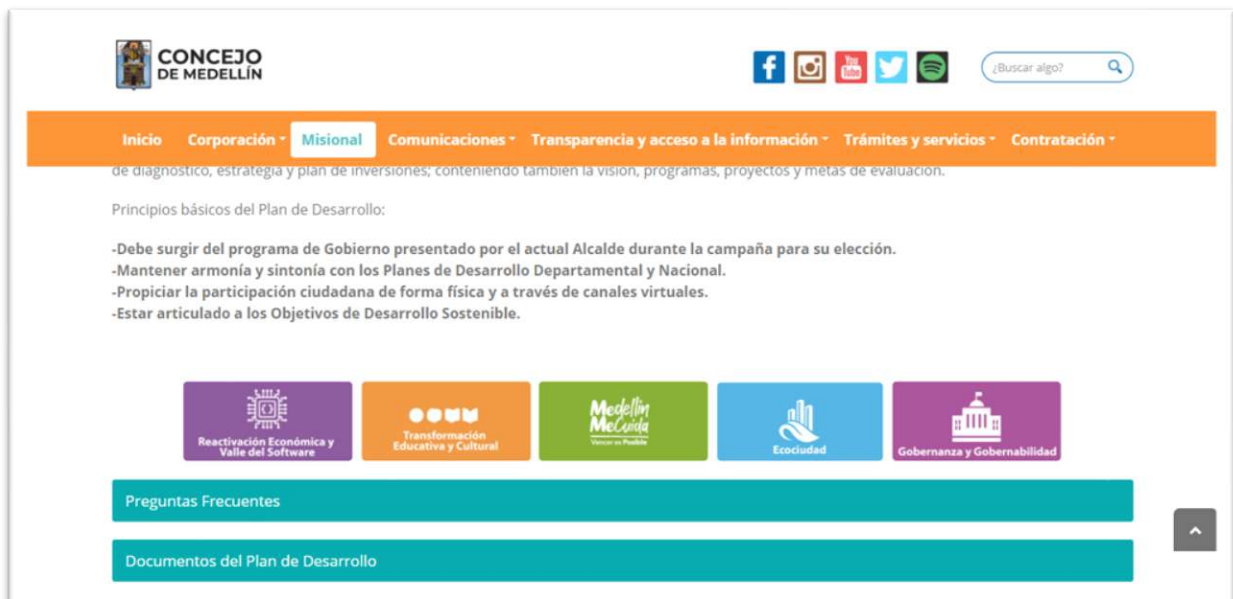 CONCEJO
DE MEDELLÍN
f
You
Tube
¿Buscar algo?
Inicio Corporación Misional Comunicaciones Transparencia y acceso a la información Trámites y servicios Contratación
de diagnóstico, estrategia y plan de inversiones; conteniendo también la visión, programas, proyectos y metas de evaluación.
Principios básicos del Plan de Desarrollo:
-Debe surgir del programa de Gobierno presentado por el actual Alcalde durante la campaña para su elección.
-Mantener armonía y sintonía con los Planes de Desarrollo Departamental y Nacional.
-Propiciar la participación ciudadana de forma física y a través de canales virtuales.
-Estar articulado a los Objetivos de Desarrollo Sostenible.
Reactivación Económica y
Valle del Software
Transformación
Educativa y Cultural
Medellín
MeCuida
Vencer es Posible
Ecociudad
Gobernanza y Gobernabilidad
Preguntas Frecuentes
Documentos del Plan de Desarrollo